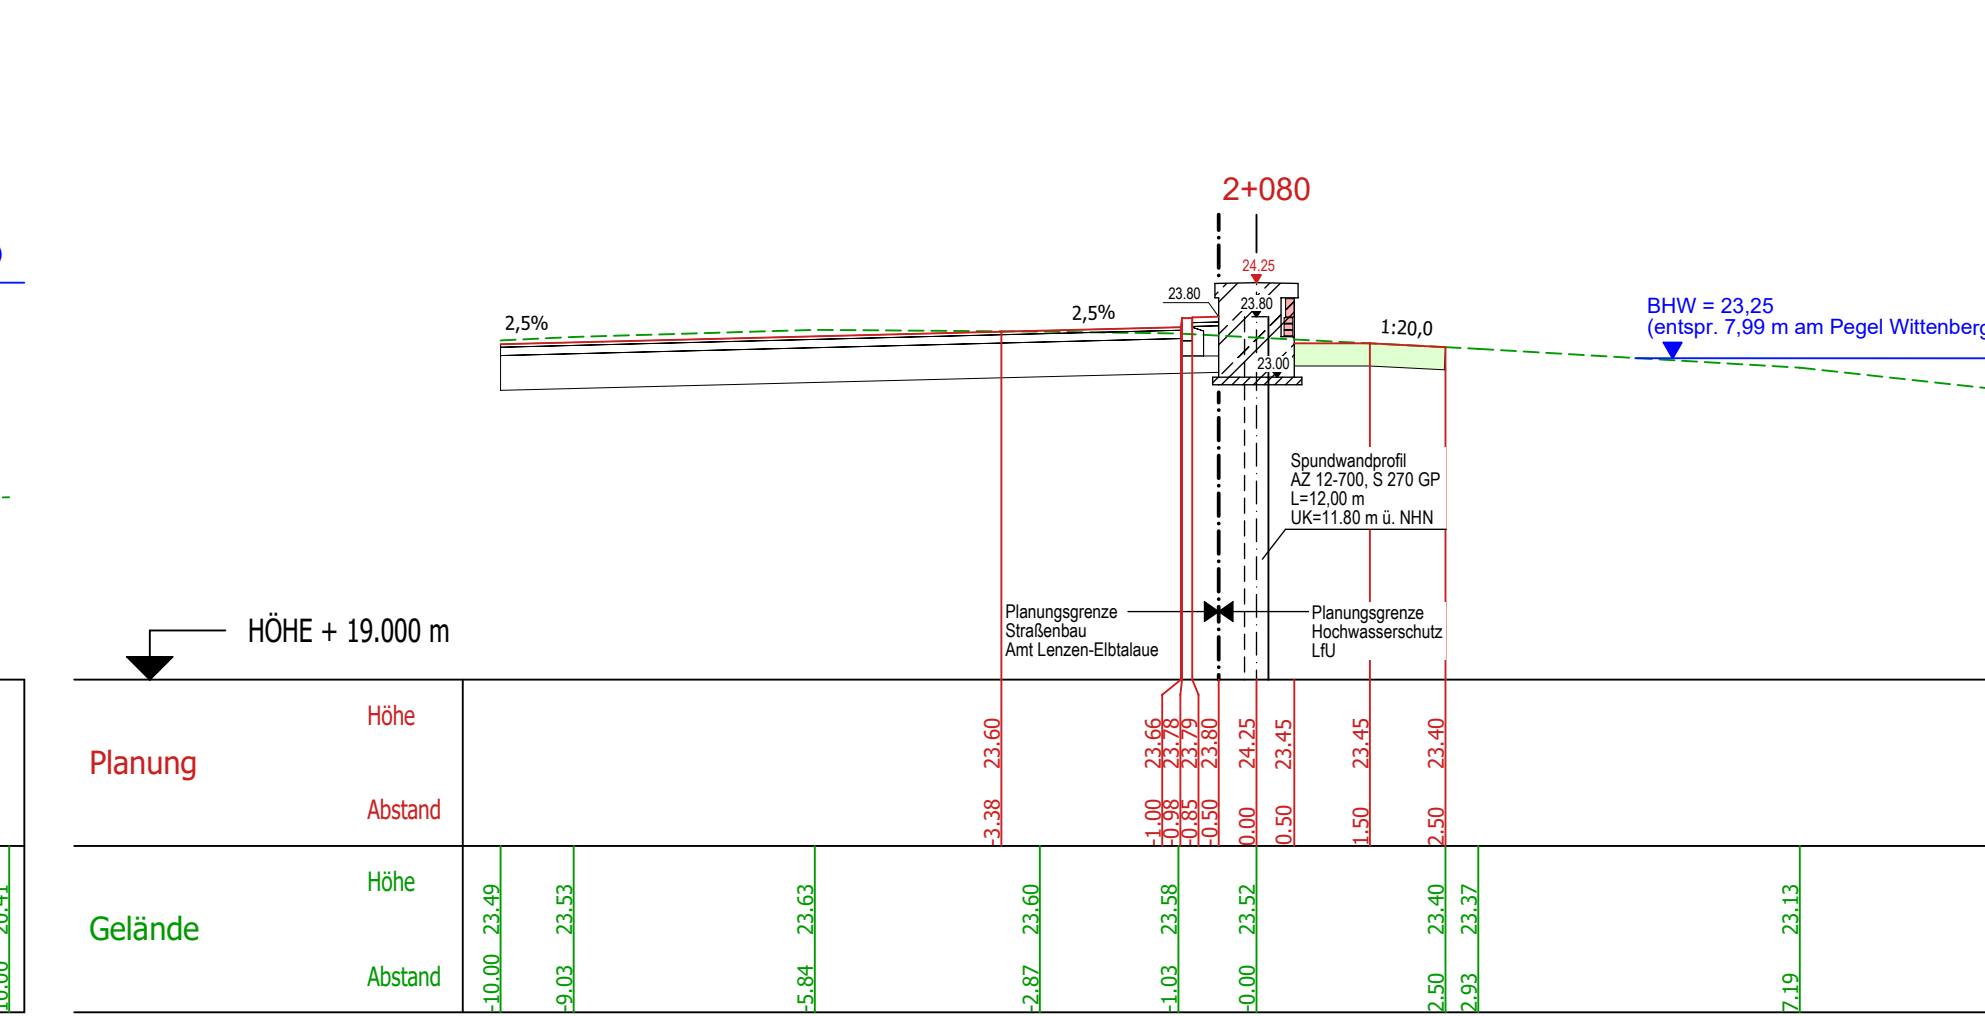 2+080
24.25
23.80
23.80
23.00
2,5%
2,5%
1:20,0
BHW = 23,25
(entspr. 7,99 m am Pegel Wittenberg
Spundwandprofil
AZ 12-700, S 270 GP
L=12,00 m
UK=11.80 m ü. NHN
Planungsgrenze
Straßenbau
Amt Lenzen-Elbtalaue
Planungsgrenze
Hochwasserschutz
LfU
HÖHE + 19.000 m
Planung
Höhe
23.60
23.66
23.78
23.79
23.80
24.25
23.45
23.45
23.40
Abstand
-3.38
-1.00
-0.98
-0.85
-0.50
0.00
0.50
1.50
2.50
Gelände
Höhe
23.49
23.53
23.63
23.60
23.58
23.52
23.40
23.37
23.13
Abstand
-10.00
-9.03
-5.84
-2.87
-1.03
-0.00
2.50
2.93
7.19